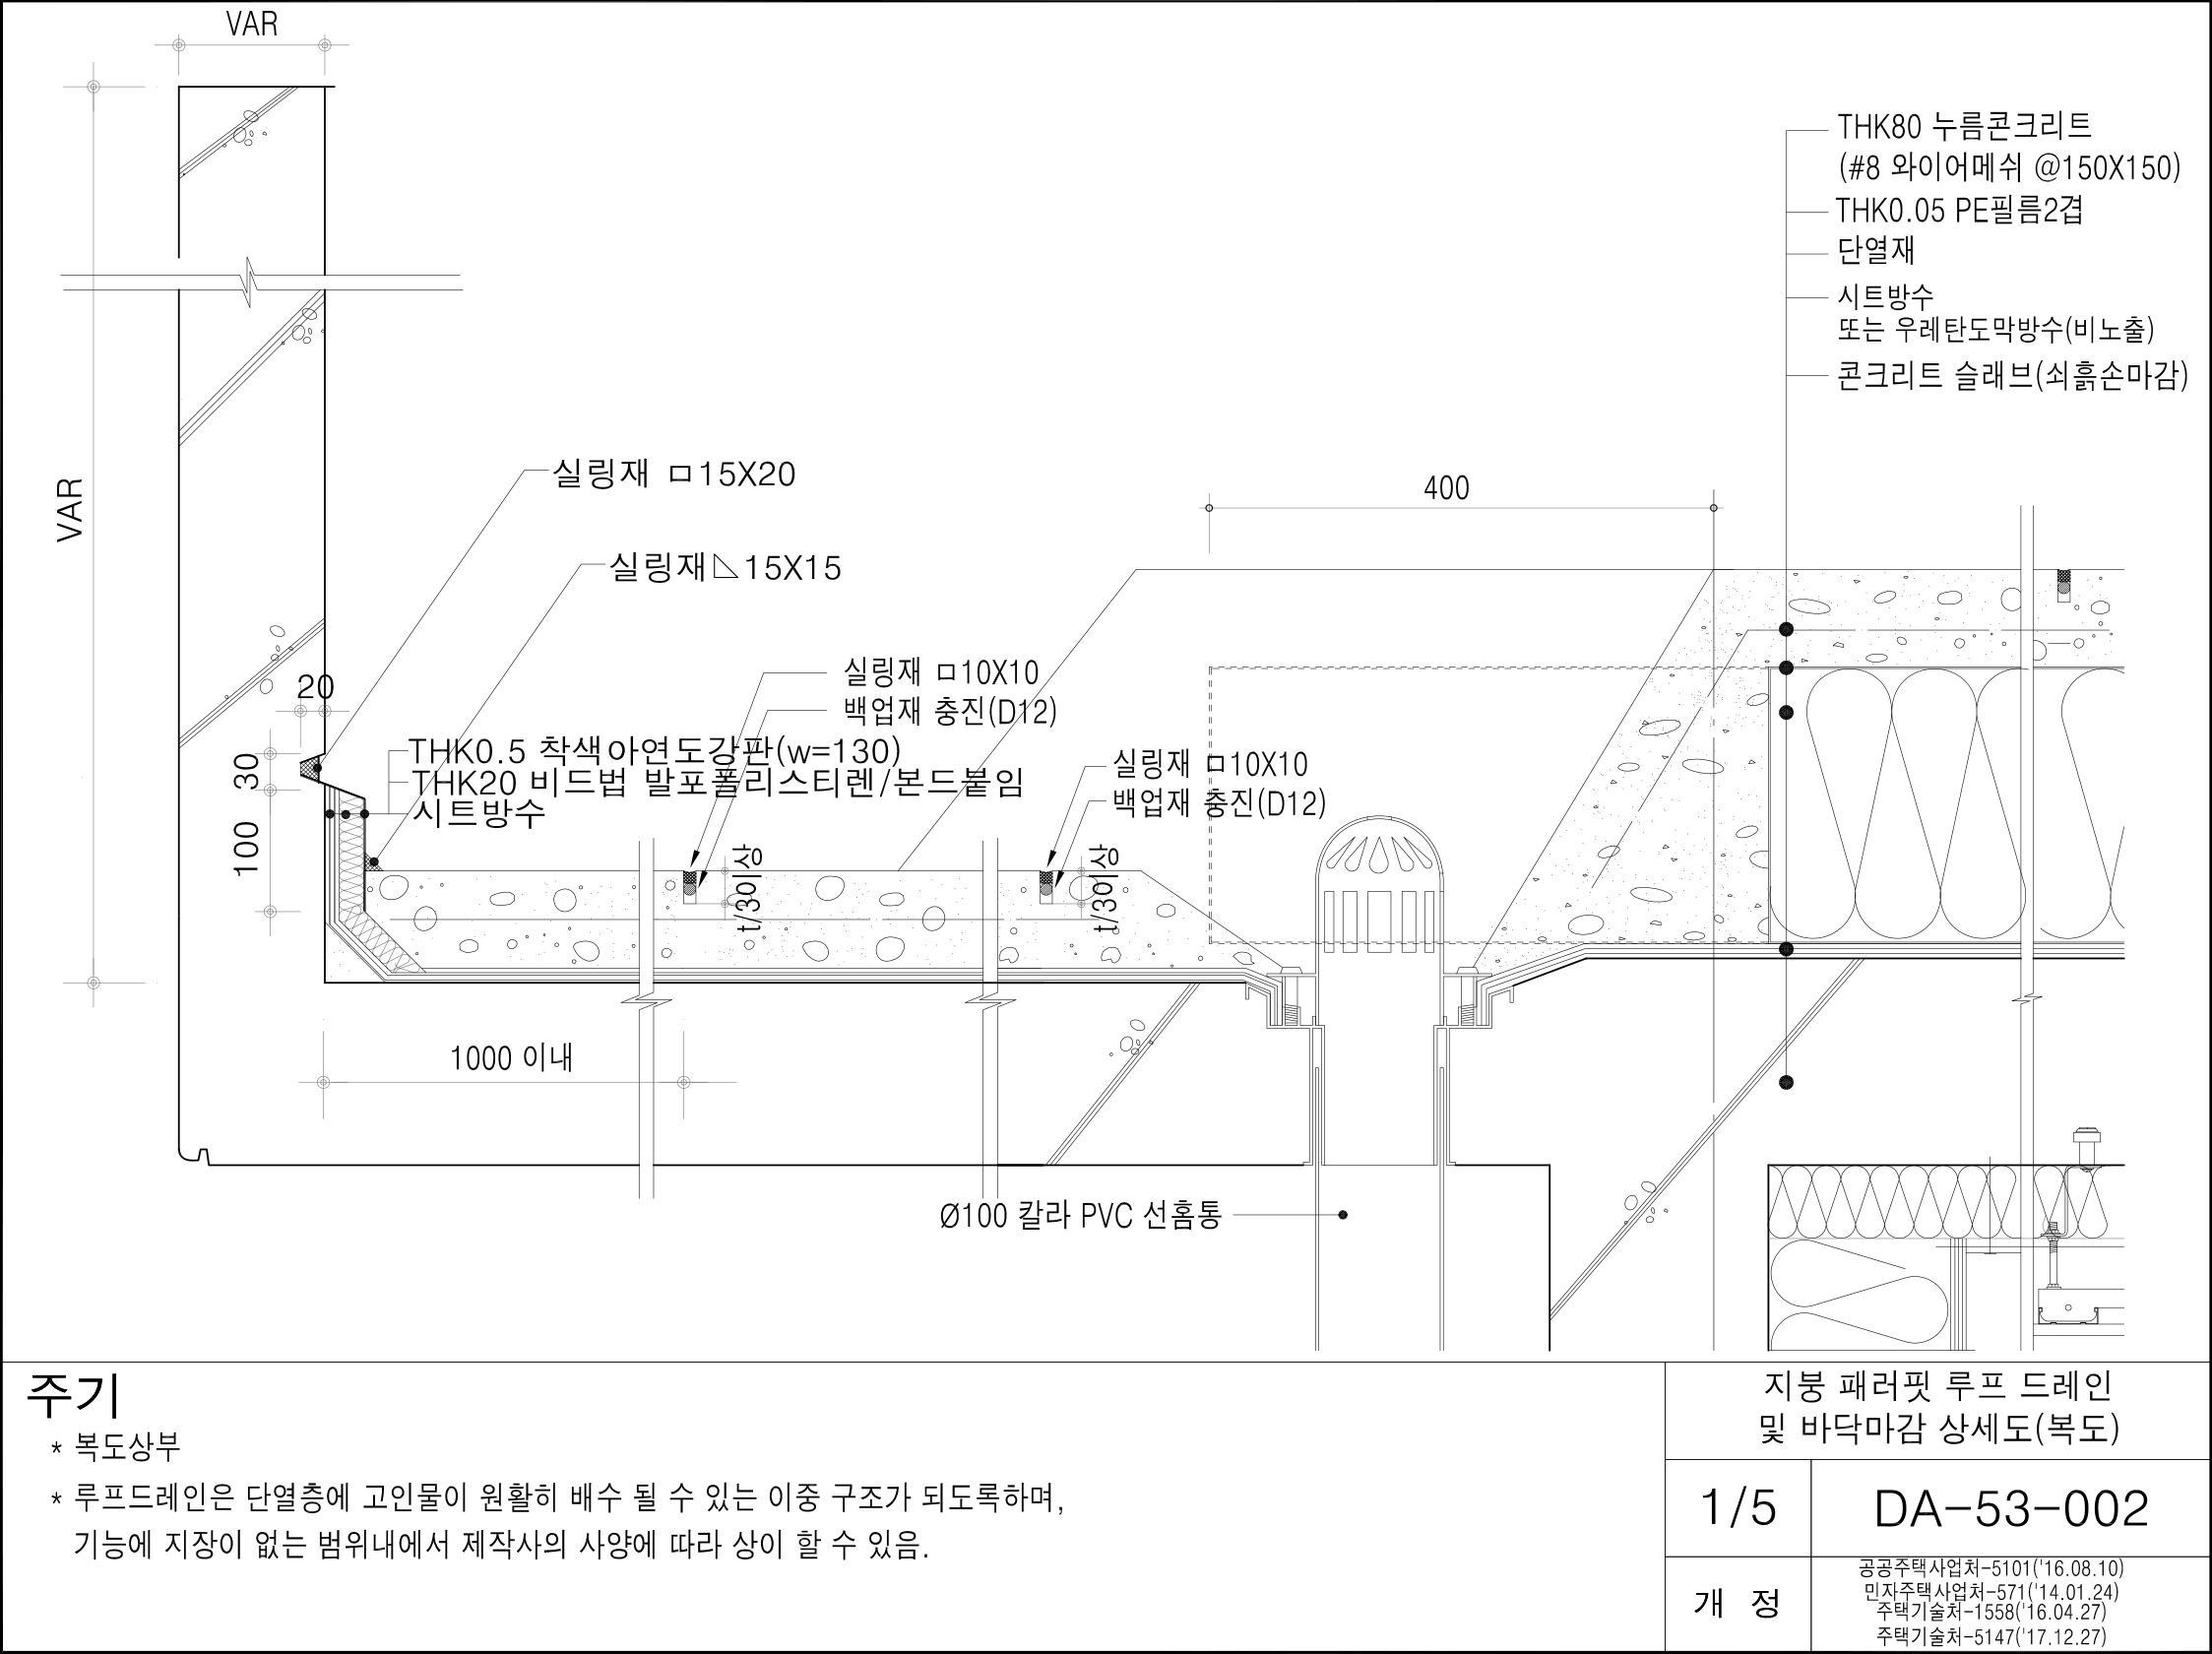 VAR
THK80 누름콘크리트
(#8 와이어메쉬 @150X150)
THK0.05 PE필름2겹
단열재
시트방수
또는 우레탄도막방수(비노출)
콘크리트 슬래브(쇠흙손마감)
VAR
실링재 ㅁ15X20
400
실링재◺15X15
실링재 ㅁ10X10
백업재 충진(D12)
20
30
100
THK0.5 착색아연도강판(w=130)
THK20 비드법 발포폴리스티렌/본드붙임
시트방수
실링재 ㅁ10X10
백업재 충진(D12)
t/3이상
t/3이상
1000 이내
Ø100 칼라 PVC 선홈통
주기
* 복도상부
* 루프드레인은 단열층에 고인물이 원활히 배수 될 수 있는 이중 구조가 되도록하며,
기능에 지장이 없는 범위내에서 제작사의 사양에 따라 상이 할 수 있음.
지붕 패러핏 루프 드레인
및 바닥마감 상세도(복도)
1/5
DA-53-002
개 정
공공주택사업처-5101('16.08.10)
민자주택사업처-571('14.01.24)
주택기술처-1558('16.04.27)
주택기술처-5147('17.12.27)